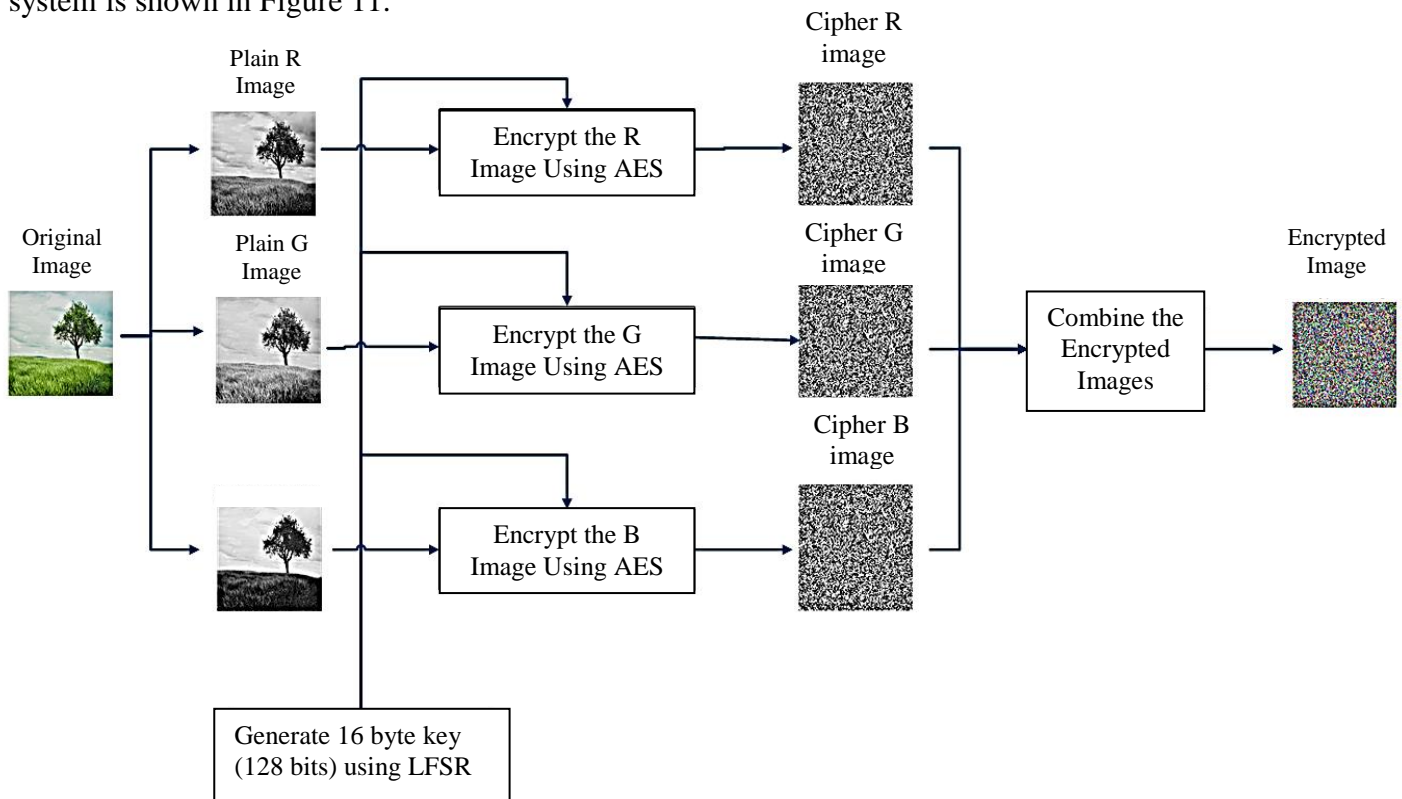 system is shown in Figure 11.
Cipher R
image
Plain R
Image
Encrypt the R
Image Using AES
Original
Image
Plain G
Image
Cipher G
image
Encrypted
Image
Encrypt the G
Image Using AES
Combine the
Encrypted
Images
Cipher B
image
Encrypt the B
Image Using AES
Generate 16 byte key
(128 bits) using LFSR